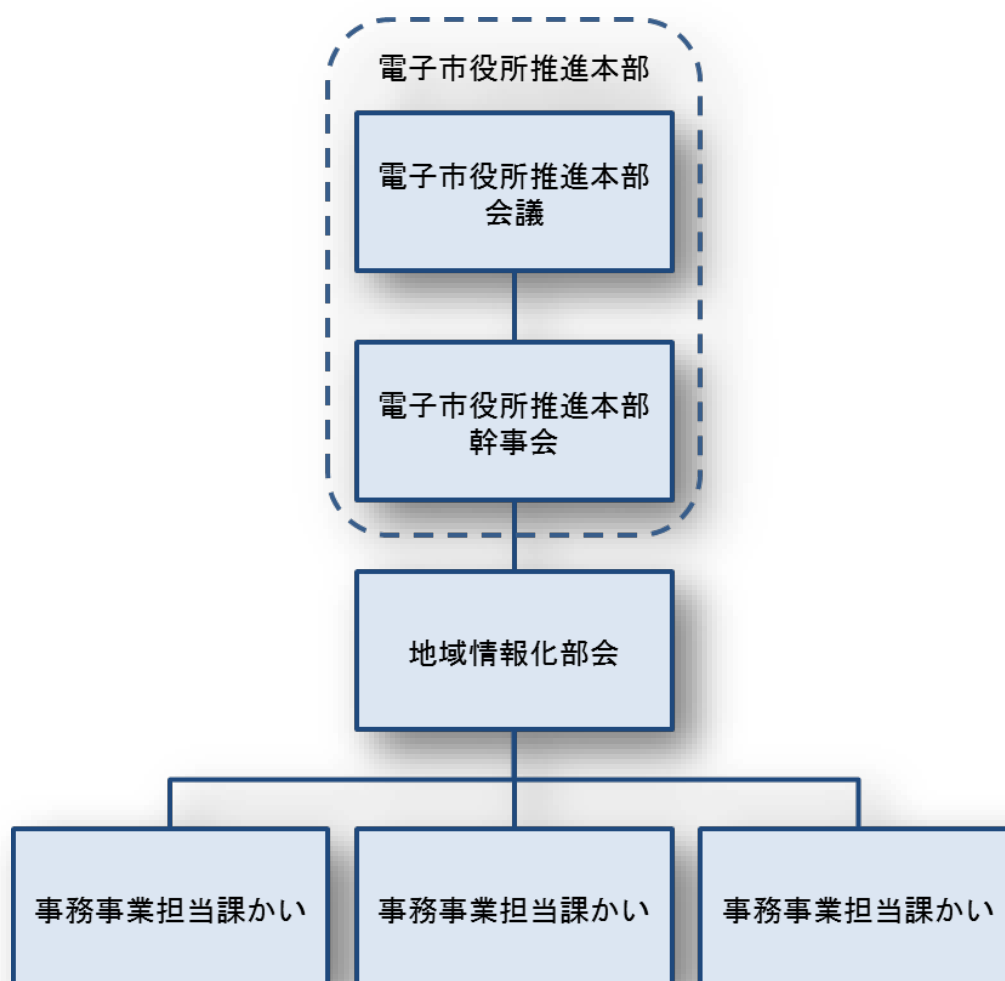 電子市役所推進本部
電子市役所推進本部
会議
電子市役所推進本部
幹事会
地域情報化部会
事務事業担当課かい
事務事業担当課かい
事務事業担当課かい